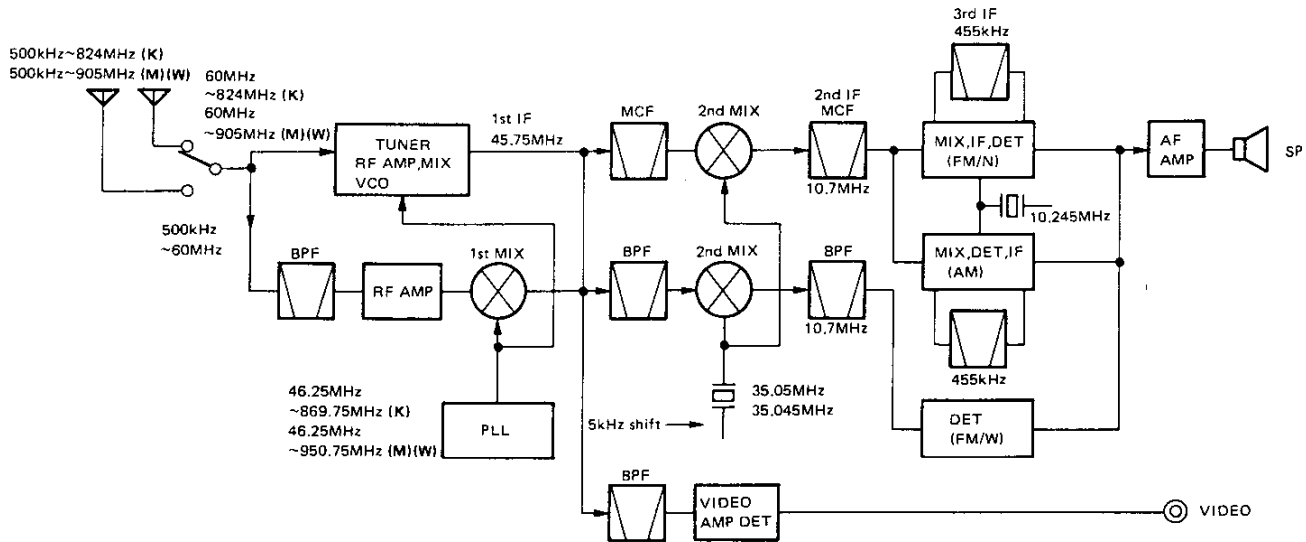 500kHz~824MHz (K)
500kHz~905MHz (M)(W)
60MHz
~824MHz (K)
60MHz
~905MHz (M)(W)
500kHz
~60MHz
TUNER
RF AMP,MIX
VCO
1st IF
45.75MHz
MCF
2nd MIX
2nd IF
MCF
10.7MHz
3rd IF
455kHz
MIX,IF,DET
(FM/N)
AF
AMP
SP
10,245MHz
BPF
RF AMP
1st MIX
BPF
2nd MIX
BPF
10.7MHz
MIX,DET,IF
(AM)
455kHz
46.25MHz
~869.75MHz (K)
46.25MHz
~950.75MHz (M)(W)
PLL
35.05MHz
35.045MHz
5kHz shift
DET
(FM/W)
BPF
VIDEO
AMP DET
VIDEO